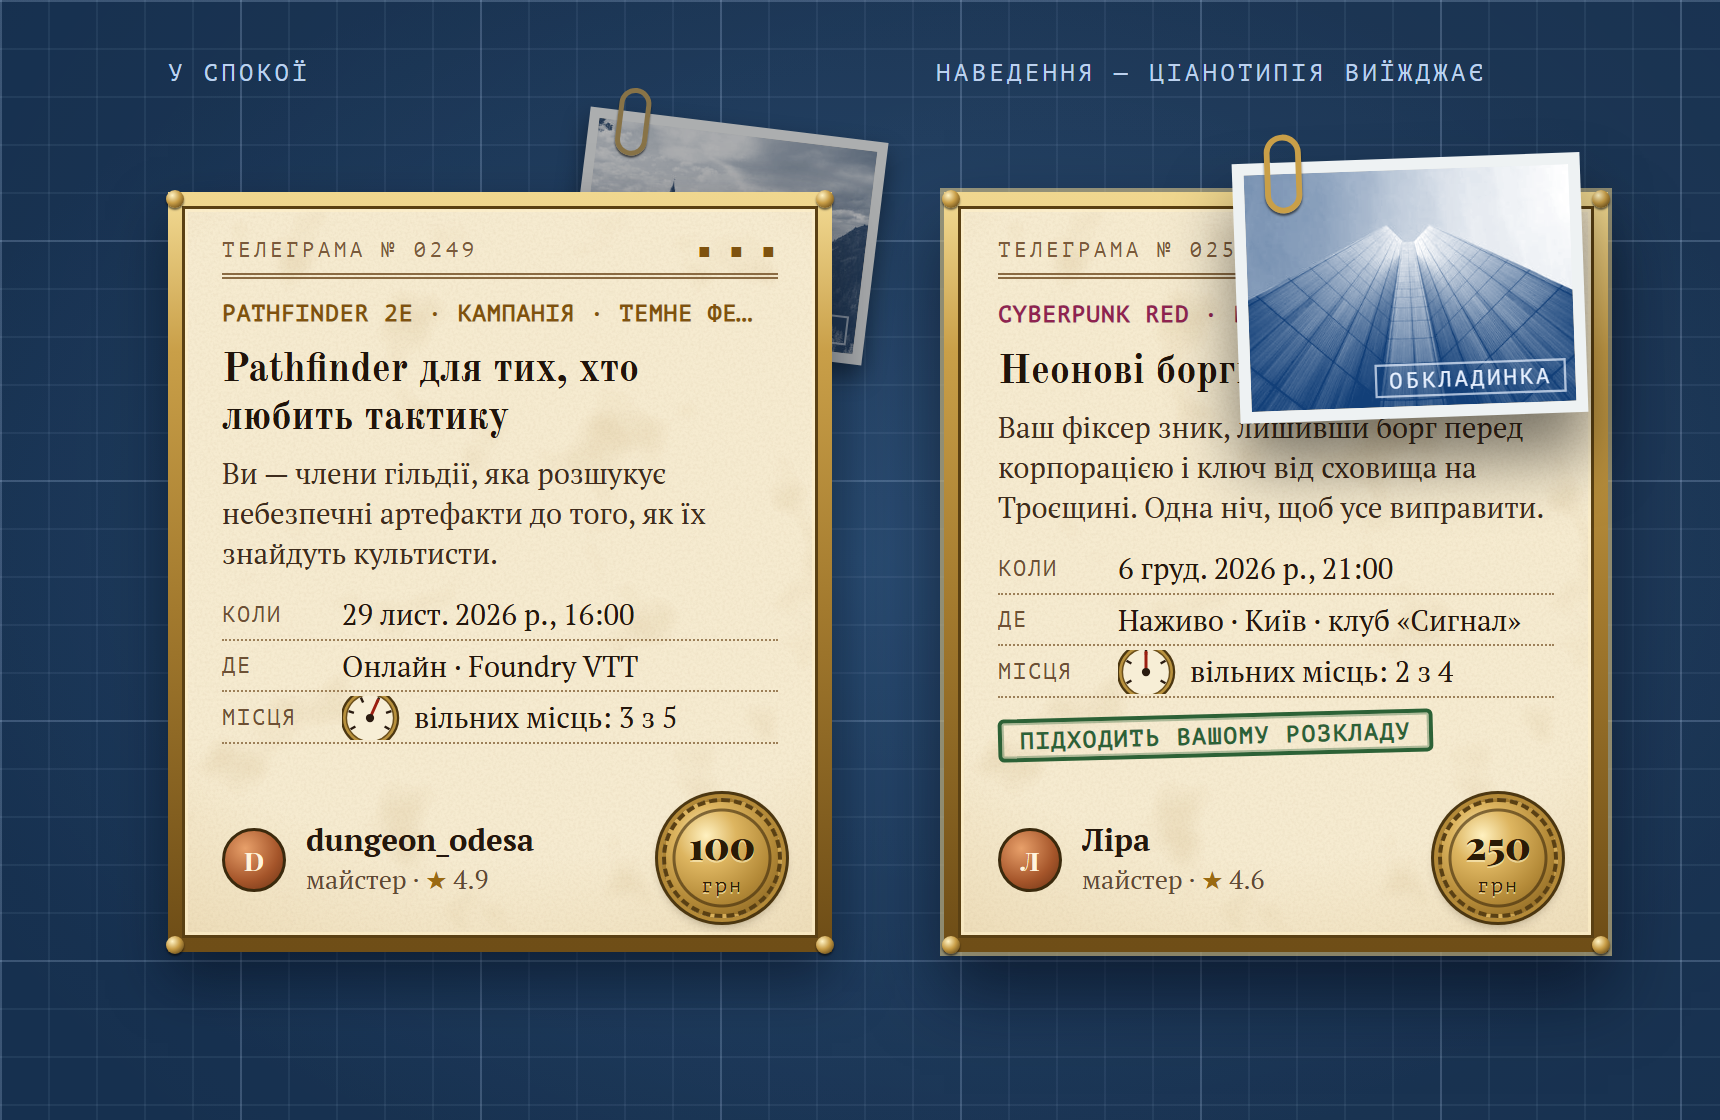 У СПОКОЇ
ТЕЛЕГРАМА № 0249
PATHFINDER 2E · КАМПАНІЯ · ТЕМНЕ ФЕ…
Pathfinder для тих, хто
любить тактику
Ви — члени гільдії, яка розшукує
небезпечні артефакти до того, як їх
знайдуть культисти.
КОЛИ 29 лист. 2026 р., 16:00
ДЕ Онлайн · Foundry VTT
МІСЦЯ вільних місць: 3 з 5
D dungeon_odesa
майстер · ★ 4.9
100
грн
НАВЕДЕННЯ — ЦІАНОТИПІЯ ВИЇЖДЖАЄ
ОБКЛАДИНКА
ТЕЛЕГРАМА № 025
CYBERPUNK RED ·
Неонові борг
Ваш фіксер зник, лишивши борг перед
корпорацією і ключ від сховища на
Троєщині. Одна ніч, щоб усе виправити.
КОЛИ 6 груд. 2026 р., 21:00
ДЕ Наживо · Київ · клуб «Сигнал»
МІСЦЯ вільних місць: 2 з 4
ПІДХОДИТЬ ВАШОМУ РОЗКЛАДУ
Л Ліра
майстер · ★ 4.6
250
грн